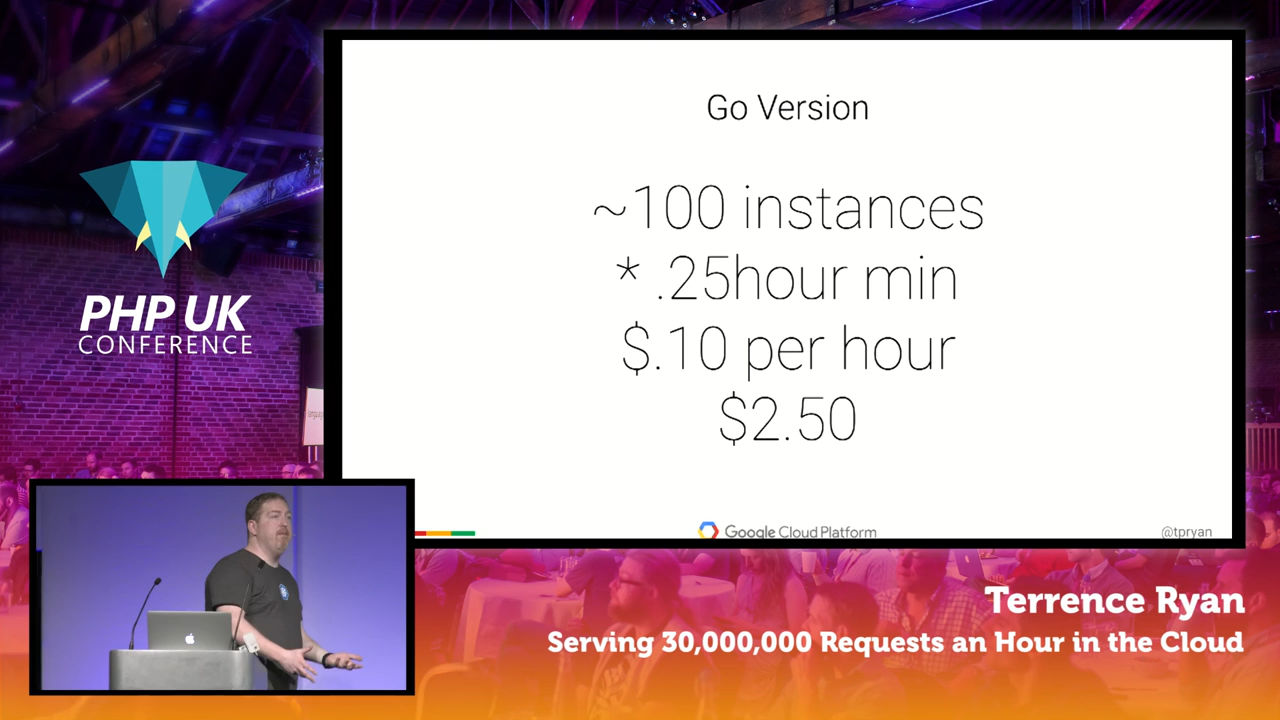 Go Version
~100 instances
* .25hour min
$.10 per hour
$2.50
Google Cloud Platform
@tpryan
PHP UK
CONFERENCE
Terrence Ryan
Serving 30,000,000 Requests an Hour in the Cloud